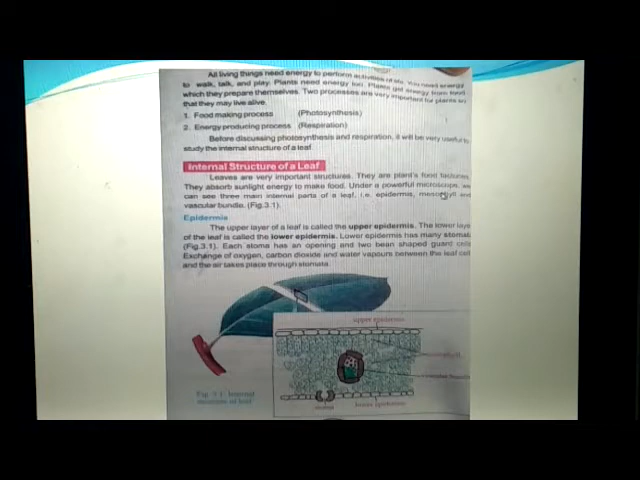 All living things need energy to perform activities of life. You need energy
to walk, talk, and play. Plants need energy too. Plants get energy from food
which they prepare themselves. Two processes are very important for plants so
that they may live alive.
1. Food making process (Photosynthesis)
2. Energy producing process (Respiration)
Before discussing photosynthesis and respiration, it will be very useful to
study the internal structure of a leaf.
Internal Structure of a Leaf
Leaves are very important structures. They are plant's food factories.
They absorb sunlight energy to make food. Under a powerful microscope, we
can see three main internal parts of a leaf, i.e. epidermis, mesophyll and
vascular bundle. (Fig.3.1).
Epidermis
The upper layer of a leaf is called the upper epidermis. The lower layer
of the leaf is called the lower epidermis. Lower epidermis has many stomata
(Fig.3.1). Each stoma has an opening and two bean shaped guard cells.
Exchange of oxygen, carbon dioxide and water vapours between the leaf cells
and the air takes place through stomata.
upper epidermis
mesophyll
vascular bundle
Fig 3.1: Internal
structure of leaf
stoma
lower epidermis